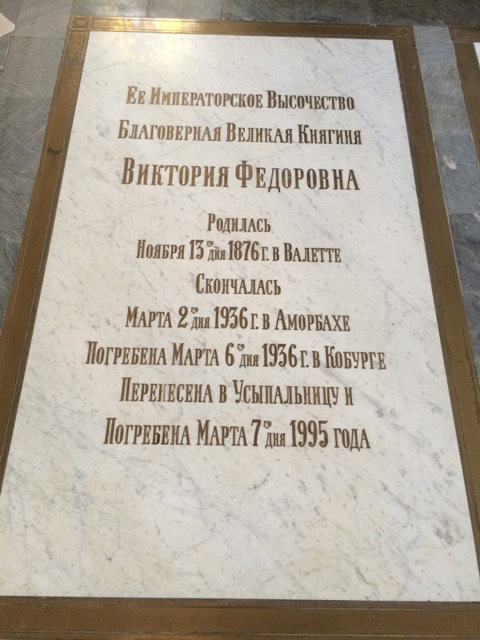 Ее Императорское Высочество
Благоверная Великая Княгиня
Виктория Федоровна
Родилась
Ноября 13го дня 1876 г. в Валетте
Скончалась
Марта 2го дня 1936 г. в Аморбахе
Погребена Марта 6го дня 1936 г. в Кобурге
Перенесена в Усыпальницу и
Погребена Марта 7го дня 1995 года